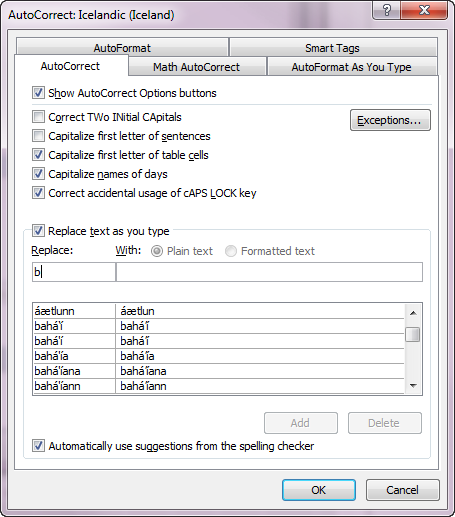 AutoCorrect: Icelandic (Iceland)
AutoFormat Smart Tags
AutoCorrect Math AutoCorrect AutoFormat As You Type
Show AutoCorrect Options buttons
Correct TWo INitial CApitals Exceptions...
Capitalize first letter of sentences
Capitalize first letter of table cells
Capitalize names of days
Correct accidental usage of cAPS LOCK key
Replace text as you type
Replace: With: Plain text Formatted text
b
áætlunn áætlun
bahá'í bahá'í
bahá'í bahá'í
bahá'ía bahá'ía
bahá'íana bahá'íana
bahá'íann bahá'íann
Add Delete
Automatically use suggestions from the spelling checker
OK Cancel